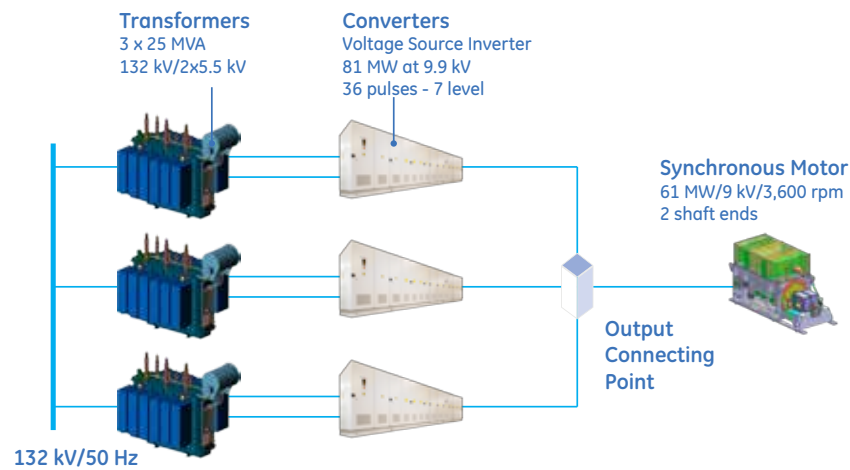 Transformers
3 x 25 MVA
132 kV/2x5.5 kV
Converters
Voltage Source Inverter
81 MW at 9.9 kV
36 pulses - 7 level
Synchronous Motor
61 MW/9 kV/3,600 rpm
2 shaft ends
Output
Connecting
Point
132 kV/50 Hz